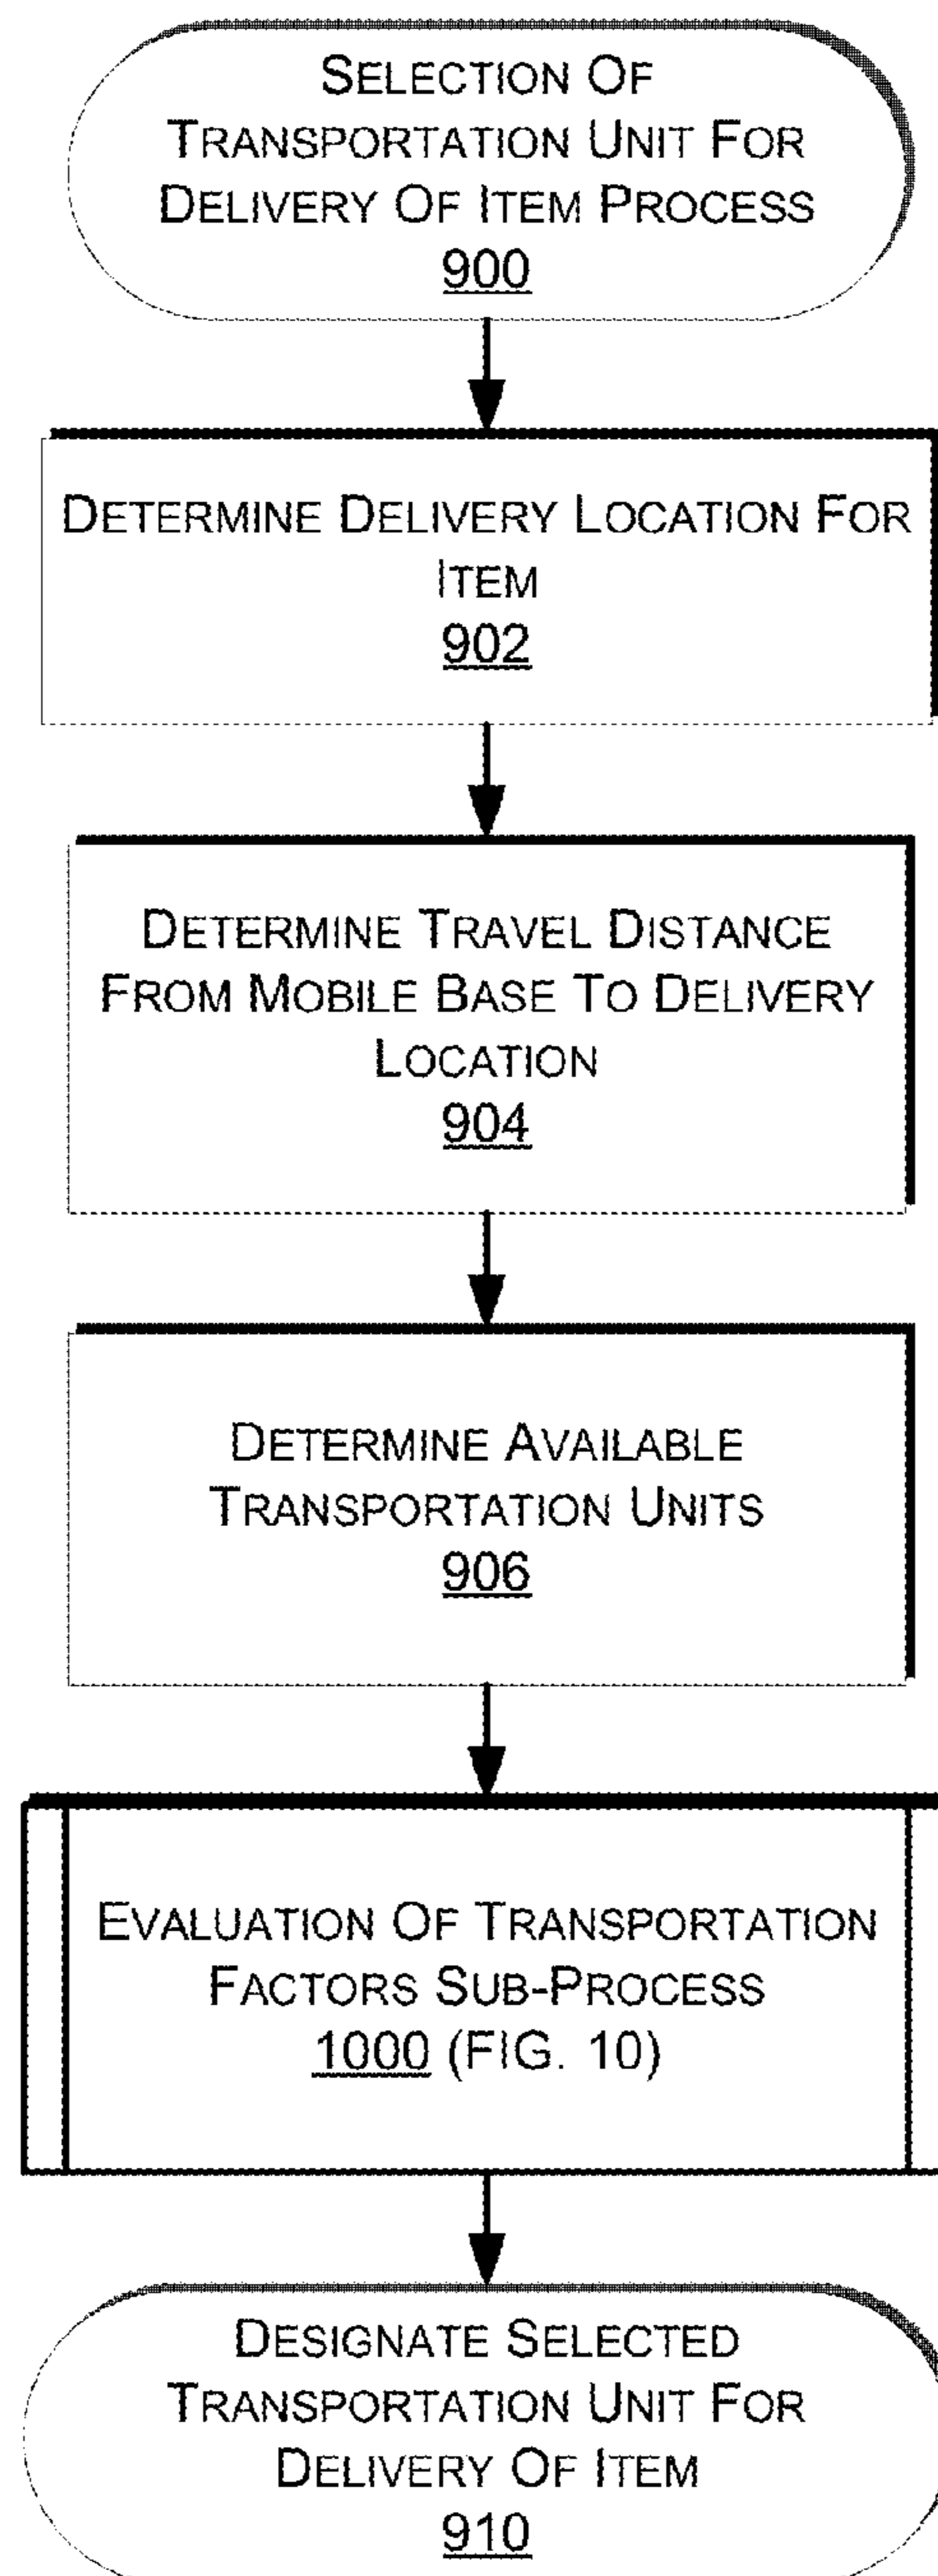 SELECTION OF
TRANSPORTATION UNIT FOR
DELIVERY OF ITEM PROCESS
900
DETERMINE DELIVERY LOCATION FOR
ITEM
902
DETERMINE TRAVEL DISTANCE
FROM MOBILE BASE TO DELIVERY
LOCATION
904
DETERMINE AVAILABLE
TRANSPORTATION UNITS
906
EVALUATION OF TRANSPORTATION
FACTORS SUB-PROCESS
1000 (FIG. 10)
DESIGNATE SELECTED
TRANSPORTATION UNIT FOR
DELIVERY OF ITEM
910